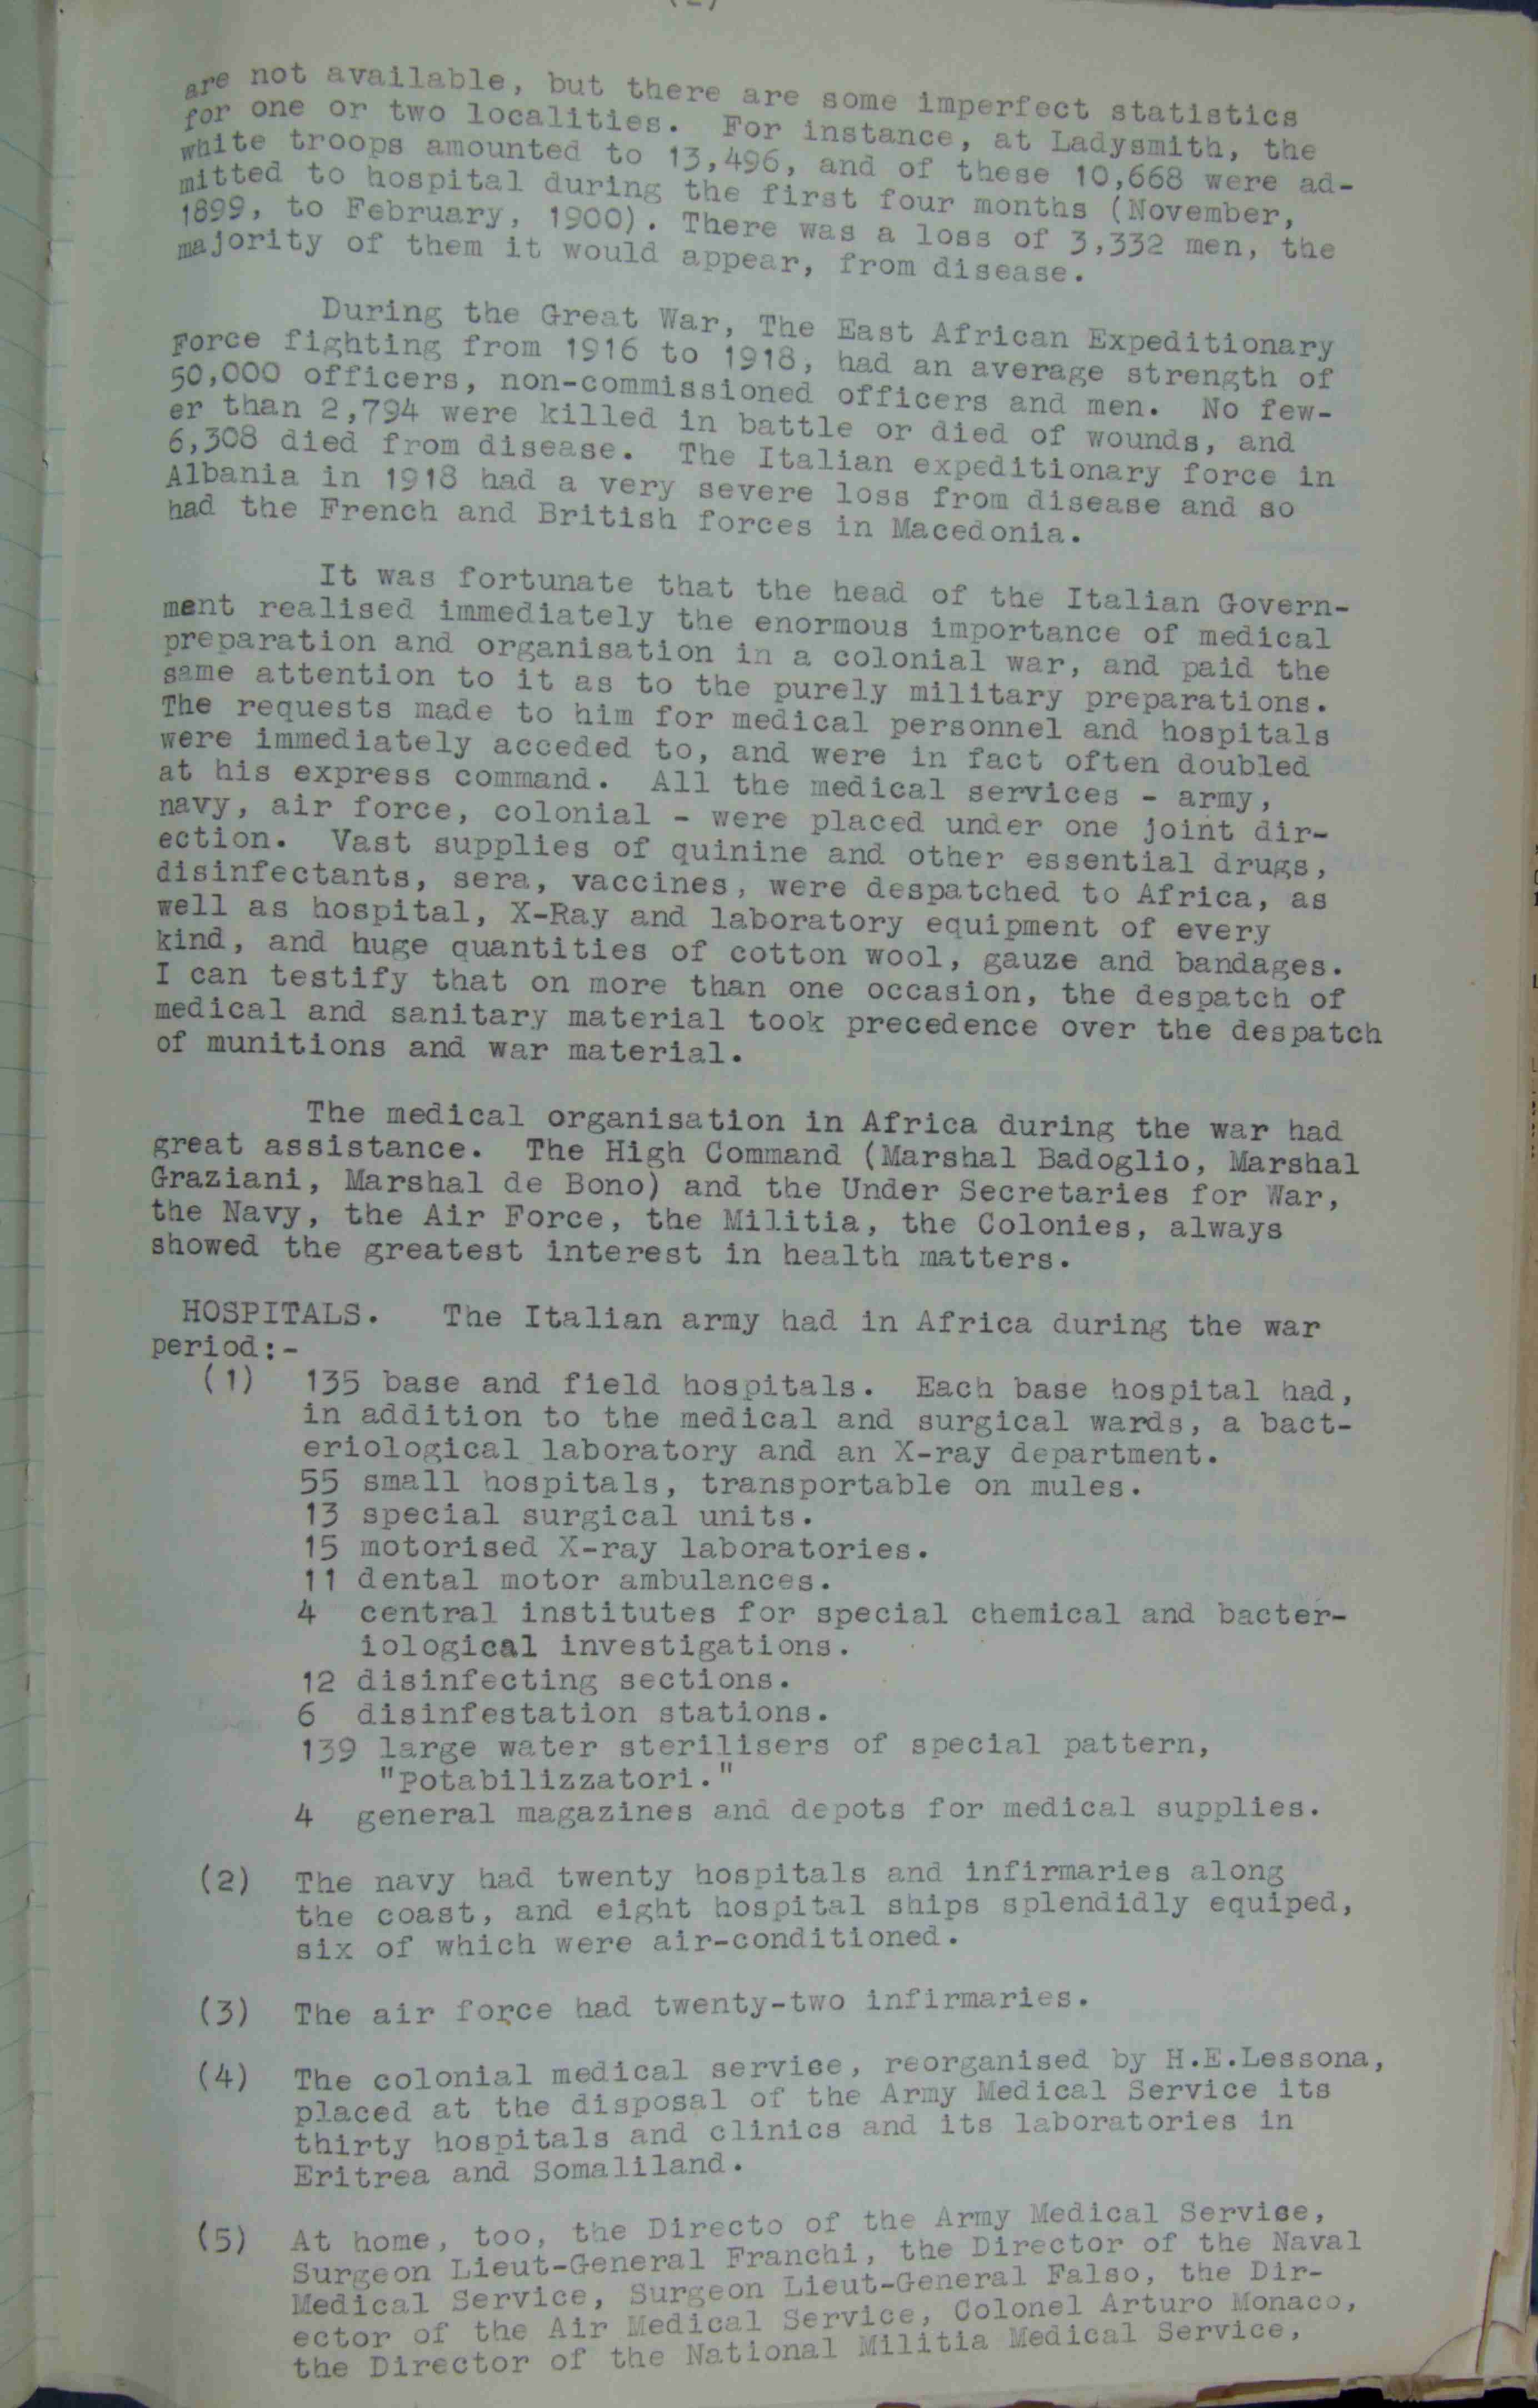 are not available, but there are some imperfect statistics
for one or two localities. For instance, at Ladysmith, the
white troops amounted to 13,496, and of these 10,668 were ad-
mitted to hospital during the first four months (November,
1899, to February, 1900). There was a loss of 3,332 men, the
majority of them it would appear, from disease.
During the Great War, The East African Expeditionary
Force fighting from 1916 to 1918, had an average strength of
50,000 officers, non-commissioned officers and men. No few-
er than 2,794 were killed in battle or died of wounds, and
6,308 died from disease. The Italian expeditionary force in
Albania in 1918 had a very severe loss from disease and so
had the French and British forces in Macedonia.
It was fortunate that the head of the Italian Govern-
ment realised immediately the enormous importance of medical
preparation and organisation in a colonial war, and paid the
same attention to it as to the purely military preparations.
The requests made to him for medical personnel and hospitals
were immediately acceded to, and were in fact often doubled
at his express command. All the medical services - army,
navy, air force, colonial - were placed under one joint dir-
ection. Vast supplies of quinine and other essential drugs,
disinfectants, sera, vaccines, were despatched to Africa, as
well as hospital, X-Ray and laboratory equipment of every
kind, and huge quantities of cotton wool, gauze and bandages.
I can testify that on more than one occasion, the despatch of
medical and sanitary material took precedence over the despatch
of munitions and war material.
The medical organisation in Africa during the war had
great assistance. The High Command (Marshal Badoglio, Marshal
Graziani, Marshal de Bono) and the Under Secretaries for War,
the Navy, the Air Force, the Militia, the Colonies, always
showed the greatest interest in health matters.
HOSPITALS. The Italian army had in Africa during the war
period:-
(1) 135 base and field hospitals. Each base hospital had,
in addition to the medical and surgical wards, a bact-
eriological laboratory and an X-ray department.
55 small hospitals, transportable on mules.
13 special surgical units.
15 motorised X-ray laboratories.
11 dental motor ambulances.
4 central institutes for special chemical and bacter-
iological investigations.
12 disinfecting sections.
6 disinfestation stations.
139 large water sterilisers of special pattern,
"Potabilizzatori."
4 general magazines and depots for medical supplies.
(2) The navy had twenty hospitals and infirmaries along
the coast, and eight hospital ships splendidly equiped,
six of which were air-conditioned.
(3) The air force had twenty-two infirmaries.
(4) The colonial medical service, reorganised by H.E.Lessona,
placed at the disposal of the Army Medical Service its
thirty hospitals and clinics and its laboratories in
Eritrea and Somaliland.
(5) At home, too, the Directo of the Army Medical Service,
Surgeon Lieut-General Franchi, the Director of the Naval
Medical Service, Surgeon Lieut-General Falso, the Dir-
ector of the Air Medical Service, Colonel Arturo Monaco,
the Director of the National Militia Medical Service,